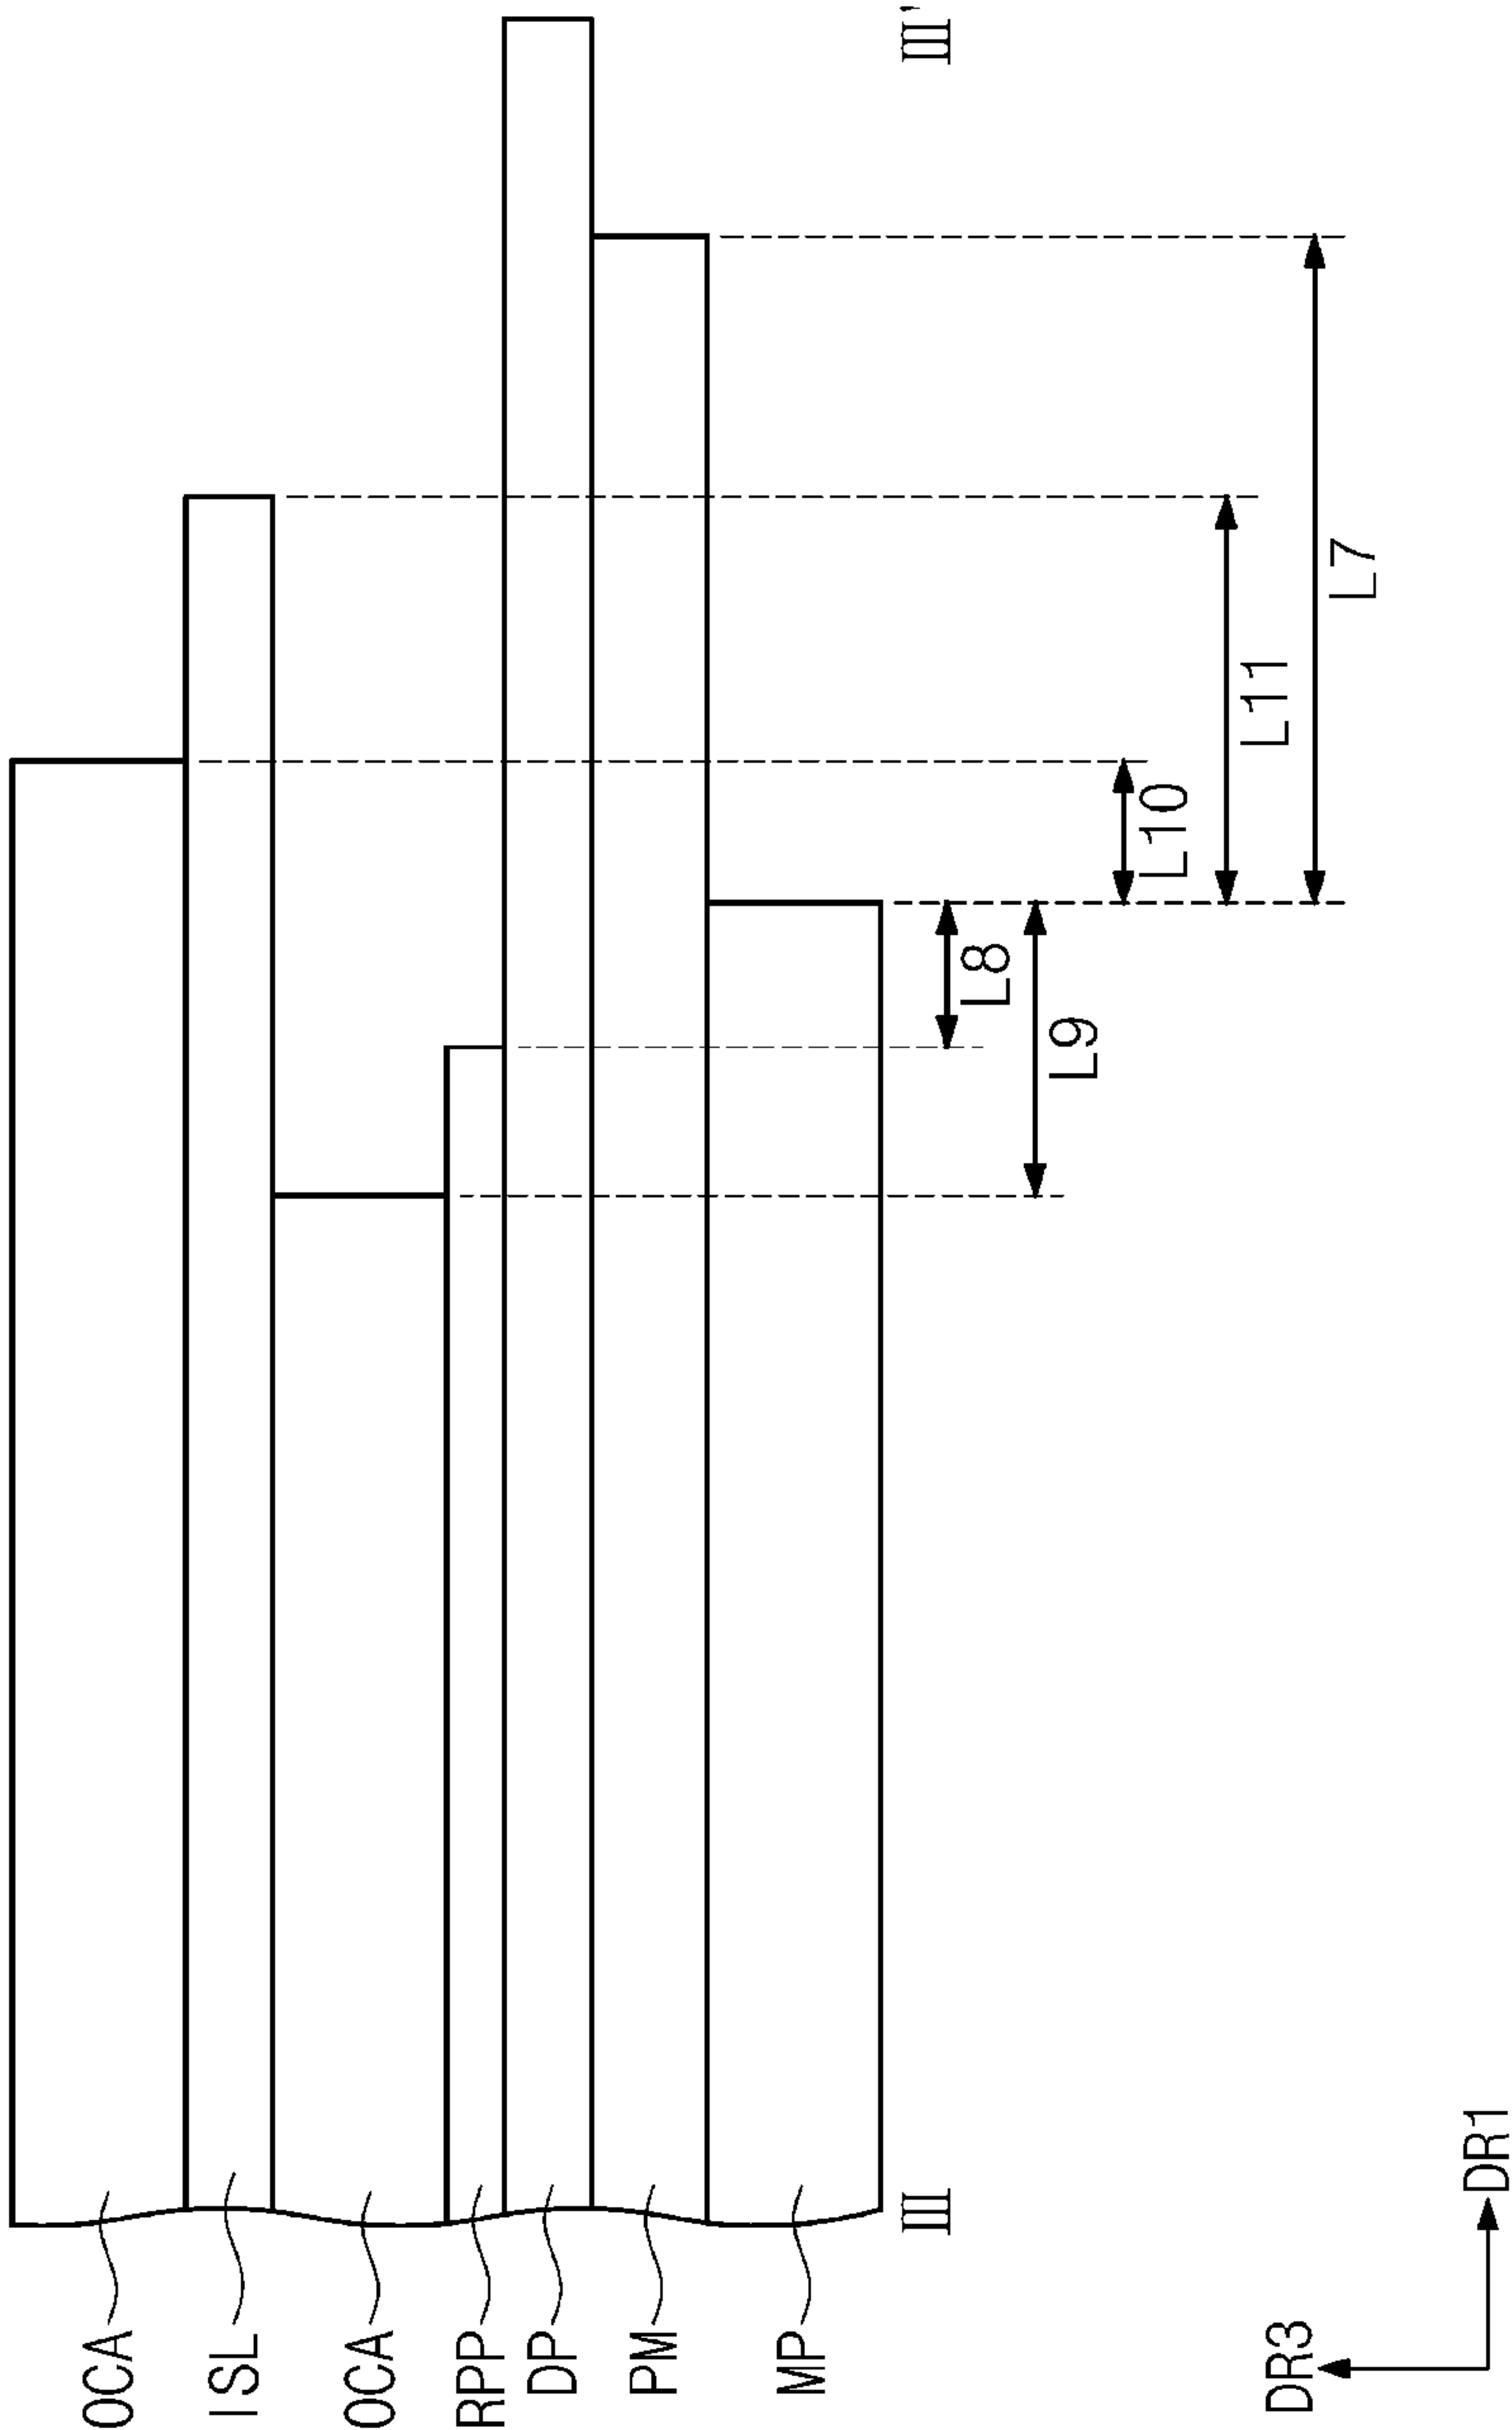 OCA
ISL
OCA
RPP
DP
PM
MP
III
III'
L8
L9
L10
L11
L7
DR3
DR1